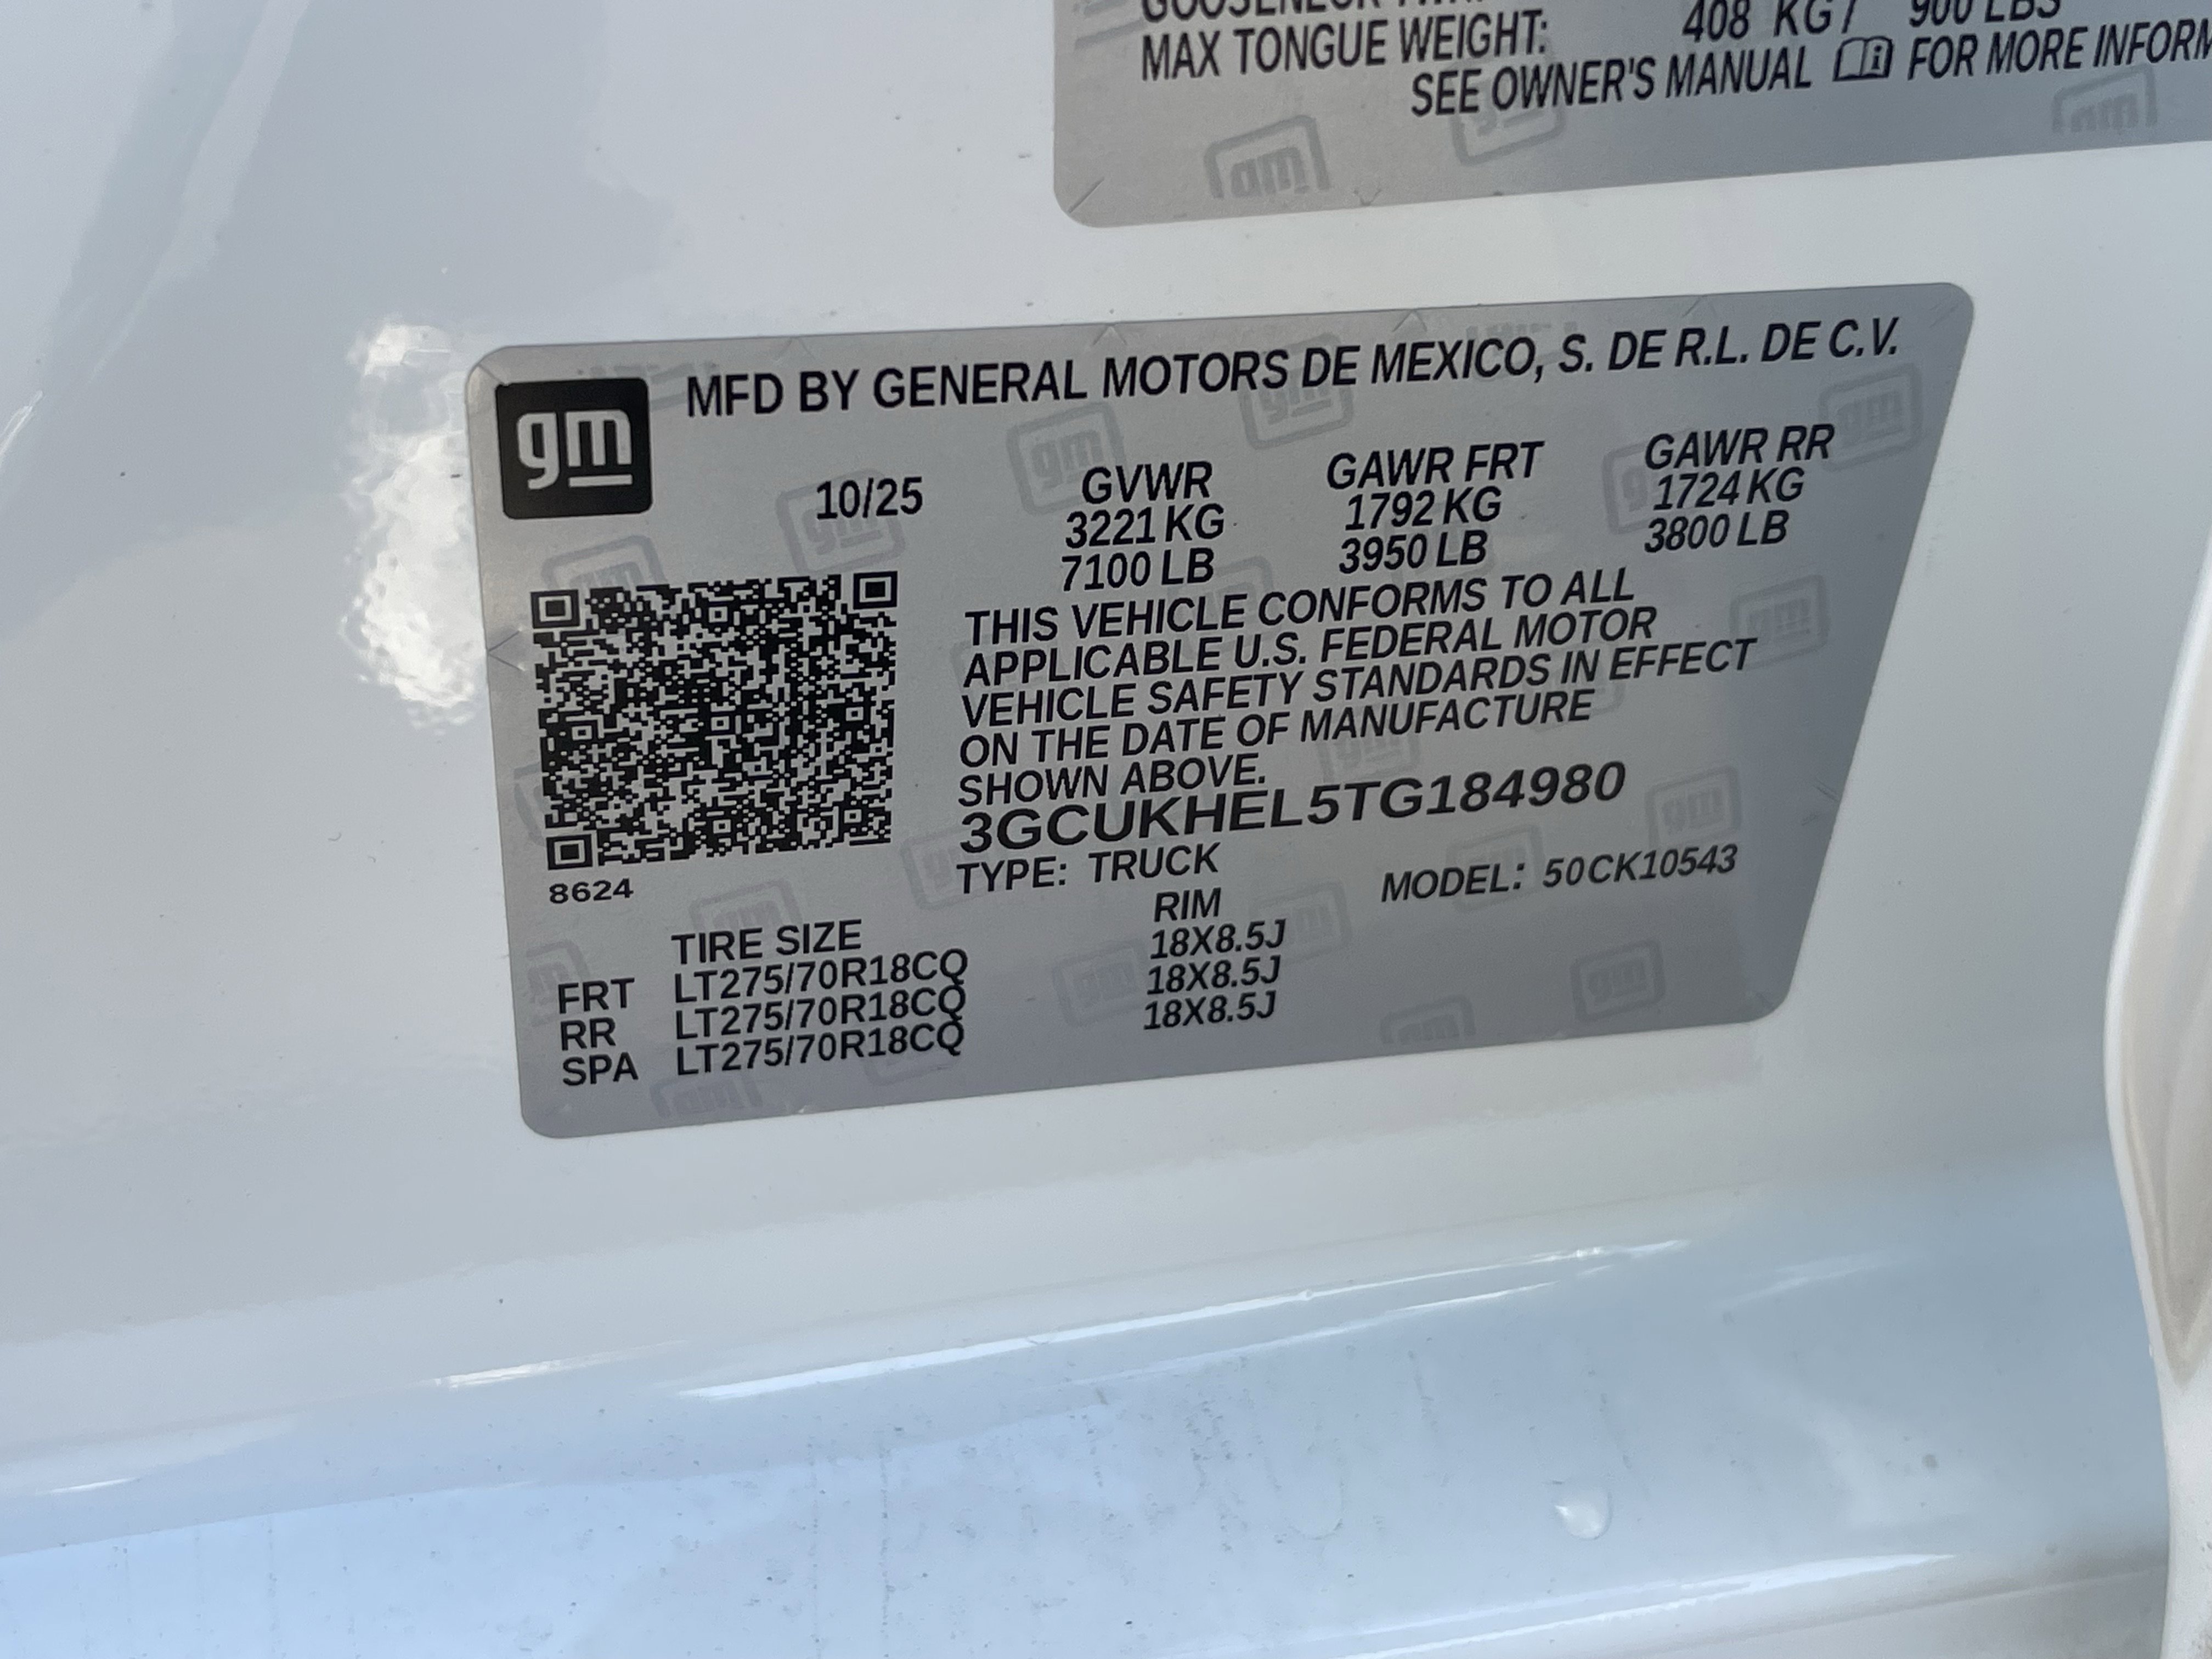 MAX TONGUE WEIGHT: 408 KG / 900 LBS
SEE OWNER'S MANUAL FOR MORE INFORM
gm
MFD BY GENERAL MOTORS DE MEXICO, S. DE R.L. DE C.V.
10/25 GVWR GAWR FRT GAWR RR
3221 KG 1792 KG 1724 KG
7100 LB 3950 LB 3800 LB
THIS VEHICLE CONFORMS TO ALL
APPLICABLE U.S. FEDERAL MOTOR
VEHICLE SAFETY STANDARDS IN EFFECT
ON THE DATE OF MANUFACTURE
SHOWN ABOVE.
3GCUKHEL5TG184980
TYPE: TRUCK MODEL: 50CK10543
8624
TIRE SIZE RIM
FRT LT275/70R18CQ 18X8.5J
RR LT275/70R18CQ 18X8.5J
SPA LT275/70R18CQ 18X8.5J